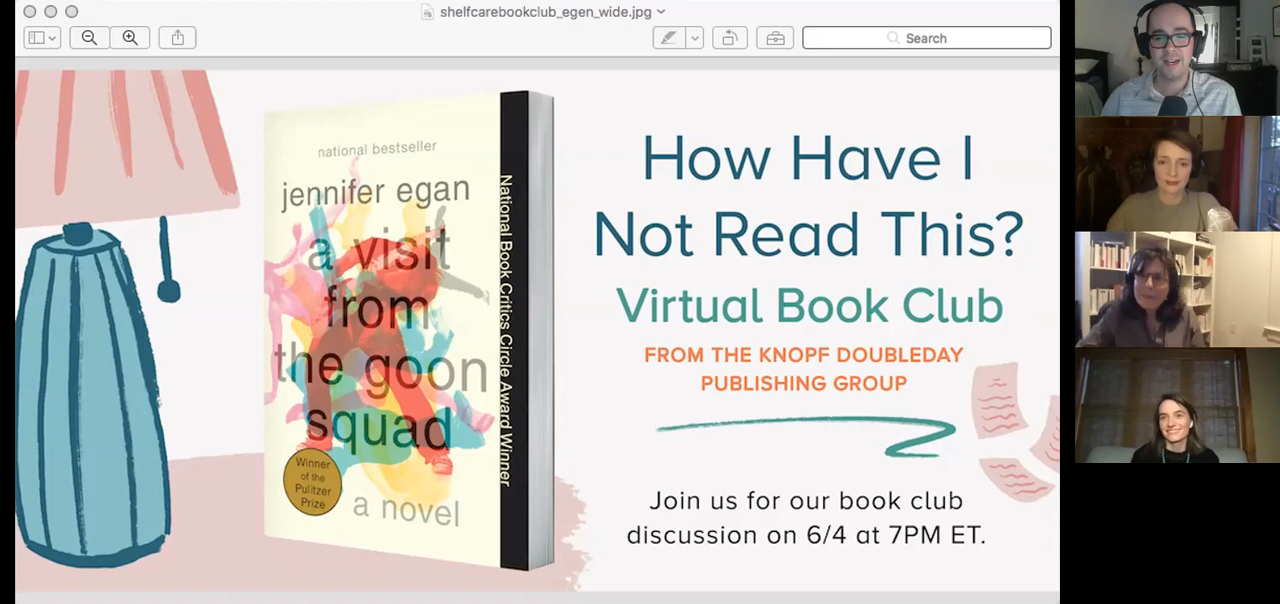 shelfcarebookclub_egen_wide.jpg
Search
national bestseller
jennifer egan
a visit
from
the goon
squad
a novel
Winner
of the
Pulitzer
Prize
National Book Critics Circle Award Winner
How Have I
Not Read This?
Virtual Book Club
FROM THE KNOPF DOUBLEDAY
PUBLISHING GROUP
Join us for our book club
discussion on 6/4 at 7PM ET.